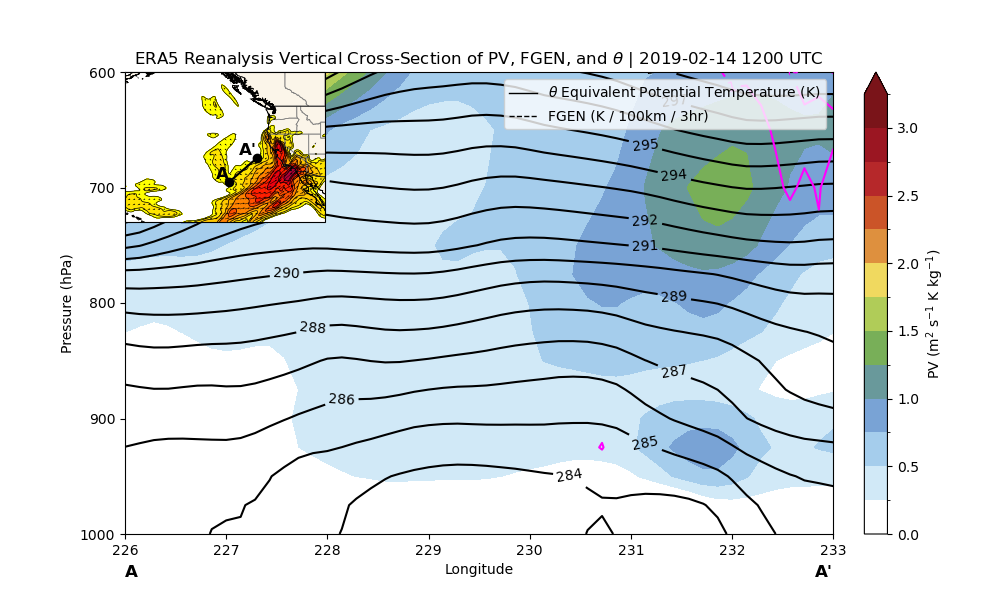 ERA5 Reanalysis Vertical Cross-Section of PV, FGEN, and θ | 2019-02-14 1200 UTC
600
700
800
900
1000
Pressure (hPa)
A'
A
θ Equivalent Potential Temperature (K)
FGEN (K / 100km / 3hr)
297
295
294
292
291
290
289
288
287
286
285
284
226 227 228 229 230 231 232 233
A Longitude A'
3.0
2.5
2.0
1.5
1.0
0.5
0.0
PV (m² s⁻¹ K kg⁻¹)